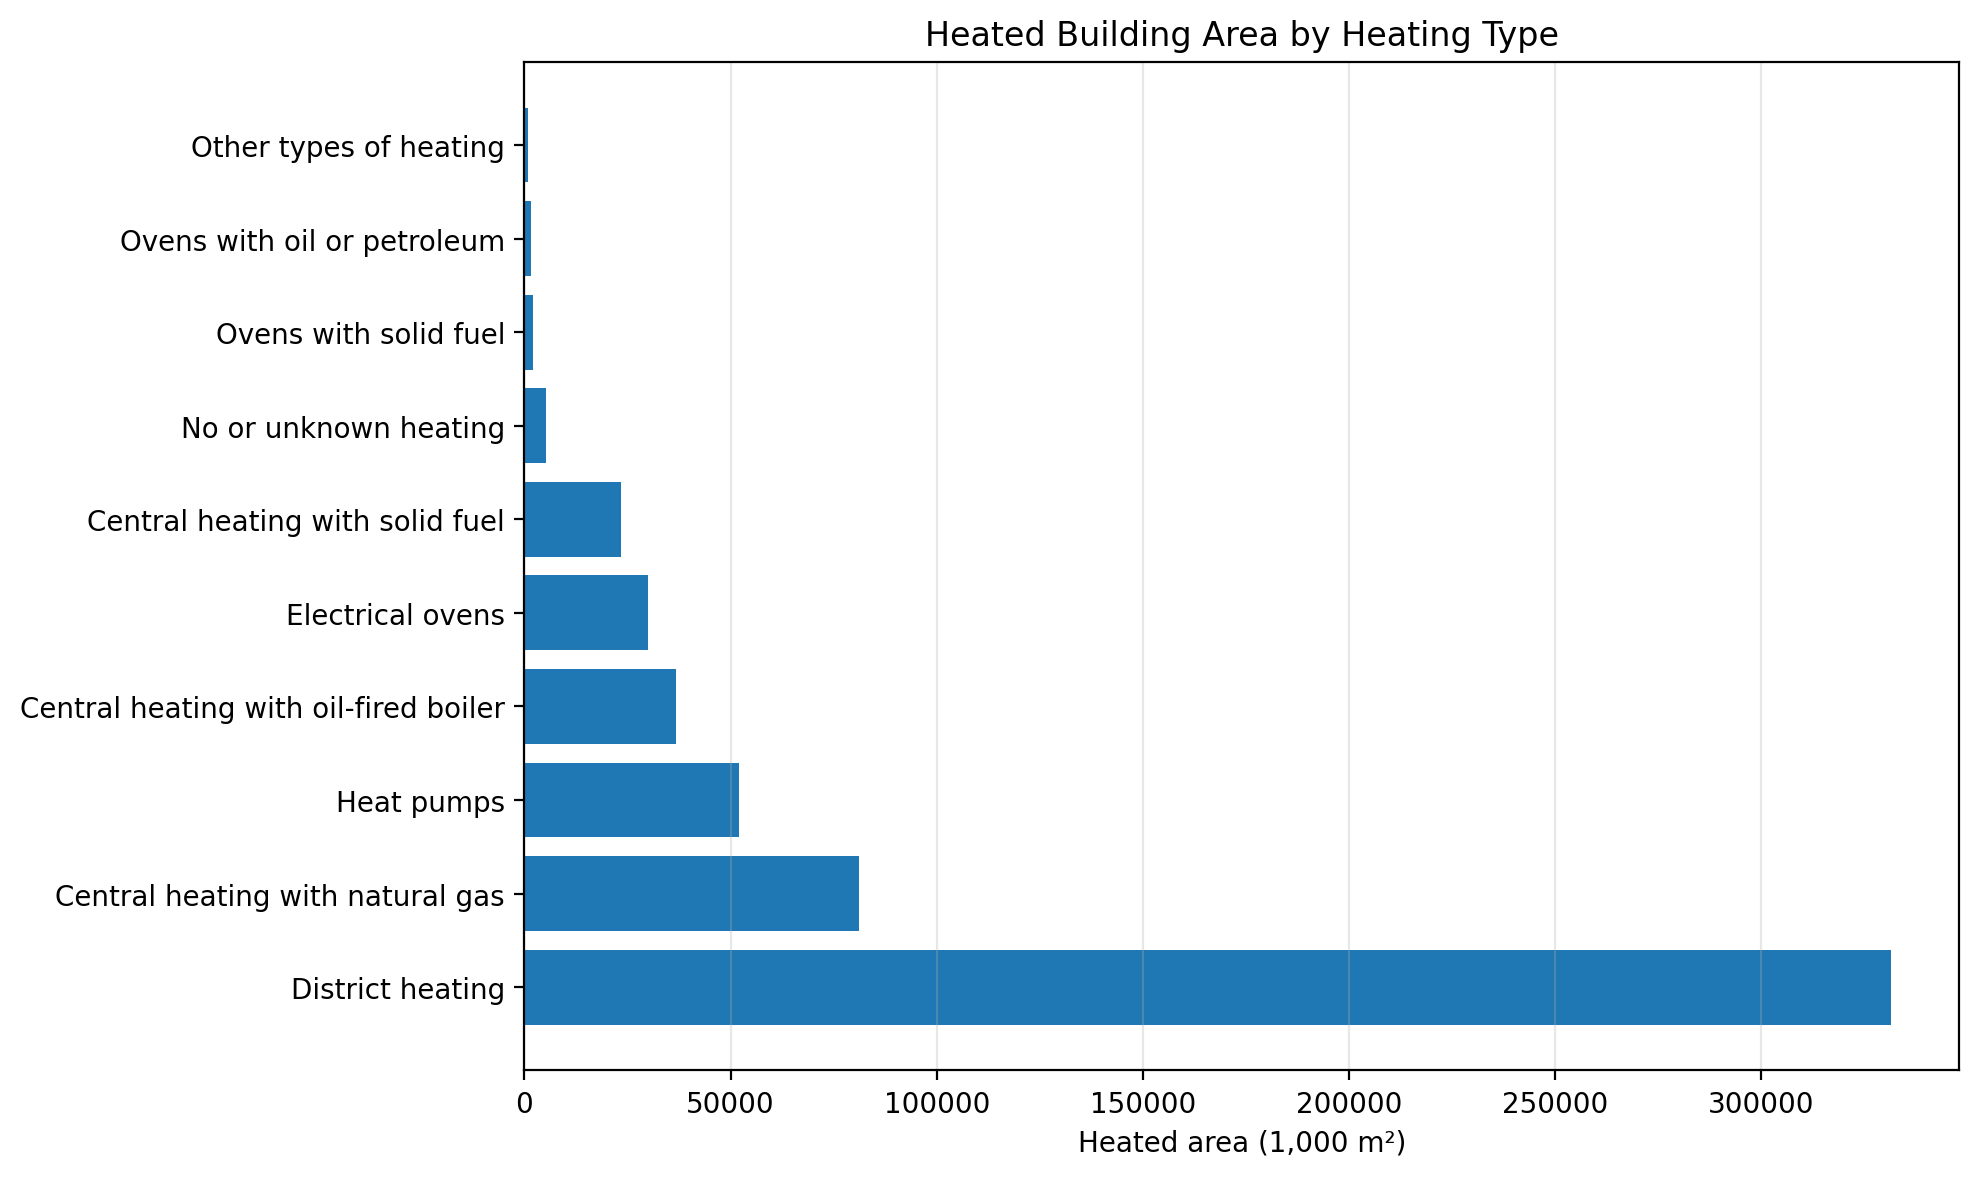 Heated Building Area by Heating Type
Other types of heating
Ovens with oil or petroleum
Ovens with solid fuel
No or unknown heating
Central heating with solid fuel
Electrical ovens
Central heating with oil-fired boiler
Heat pumps
Central heating with natural gas
District heating
0 50000 100000 150000 200000 250000 300000
Heated area (1,000 m²)